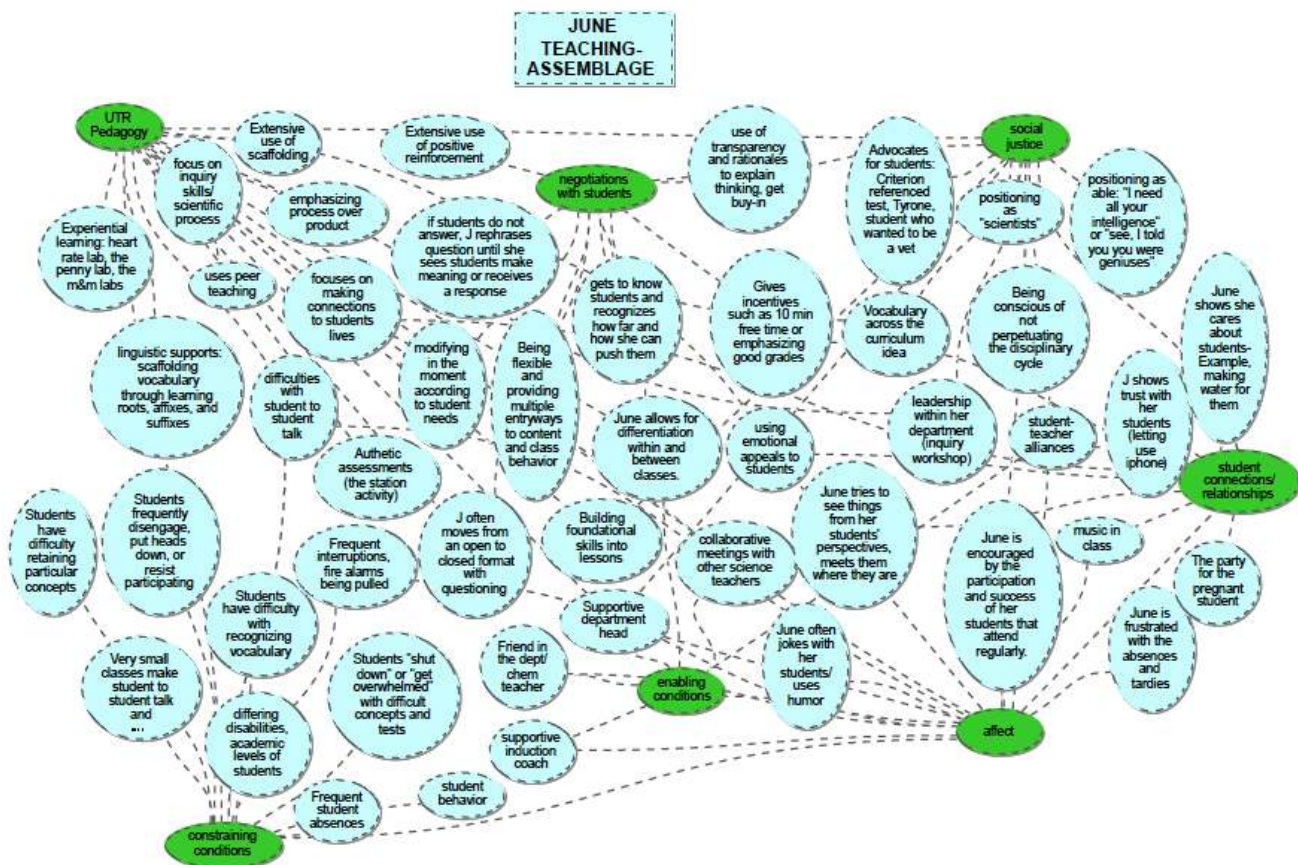 JUNE
TEACHING-
ASSEMBLAGE
UTR
Pedagogy
Extensive
use of
scaffolding
Extensive use
of positive
reinforcement
use of
transparency
and rationales
to explain
thinking, get
buy-in
Advocates
for students:
Criterion
referenced
test, Tyrone,
student who
wanted to be
a vet
social
justice
focus on
inquiry
skills/
scientific
process
emphasizing
process over
product
negotiations
with students
positioning
as
"scientists"
positioning as
able: "I need
all your
intelligence"
or "see, I told
you you were
geniuses"
Experiential
learning: heart
rate lab, the
penny lab, the
m&m labs
uses peer
teaching
focuses on
making
connections
to students
lives
if students do not
answer, J rephrases
question until she
sees students make
meaning or receives
a response
gets to know
students and
recognizes
how far and
how she can
push them
Gives
incentives
such as 10 min
free time or
emphasizing
good grades
Vocabulary
across the
curriculum
idea
Being
conscious of
not
perpetuating
the disciplinary
cycle
June
shows she
cares
about
students-
Example,
making
water for
them
linguistic supports:
scaffolding
vocabulary
through learning
roots, affixes, and
suffixes
difficulties
with
student to
student
talk
modifying
in the
moment
according
to student
needs
Being
flexible
and
providing
multiple
entryways
to content
and class
behavior
June allows for
differentiation
within and
between
classes.
using
emotional
appeals to
students
leadership
within her
department
(inquiry
workshop)
student-
teacher
alliances
J shows
trust with
her
students
(letting
use
iphone)
student
connections/
relationships
Authetic
assessments
(the station
activity)
Students
have
difficulty
retaining
particular
concepts
Students
frequently
disengage,
put heads
down, or
resist
participating
Frequent
interruptions,
fire alarms
being pulled
J often
moves from
an open to
closed format
with
questioning
Building
foundational
skills into
lessons
collaborative
meetings with
other science
teachers
June tries to
see things
from her
students'
perspectives,
meets them
where they are
June is
encouraged
by the
participation
and success
of her
students that
attend
regularly.
music in
class
The party
for the
pregnant
student
Students
have difficulty
with
recognizing
vocabulary
Supportive
department
head
June is
frustrated
with the
absences
and
tardies
Very small
classes make
student to
student talk
and
...
differing
disabilities,
academic
levels of
students
Students "shut
down" or "get
overwhelmed"
with difficult
concepts and
tests
Friend in
the dept/
chem
teacher
enabling
conditions
June often
jokes with
her
students/
uses
humor
affect
supportive
induction
coach
Frequent
student
absences
student
behavior
constraining
conditions